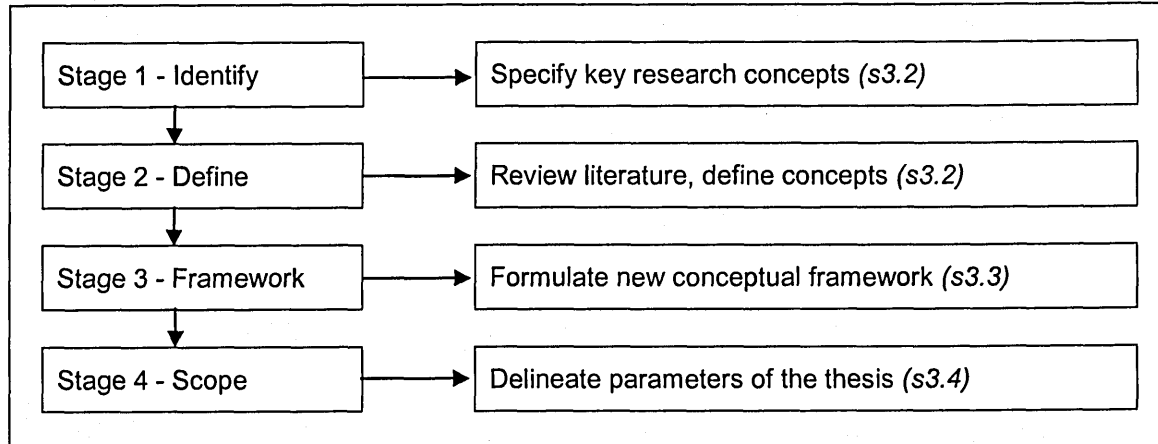 Stage 1 - Identify
Specify key research concepts (s3.2)
Stage 2 - Define
Review literature, define concepts (s3.2)
Stage 3 - Framework
Formulate new conceptual framework (s3.3)
Stage 4 - Scope
Delineate parameters of the thesis (s3.4)